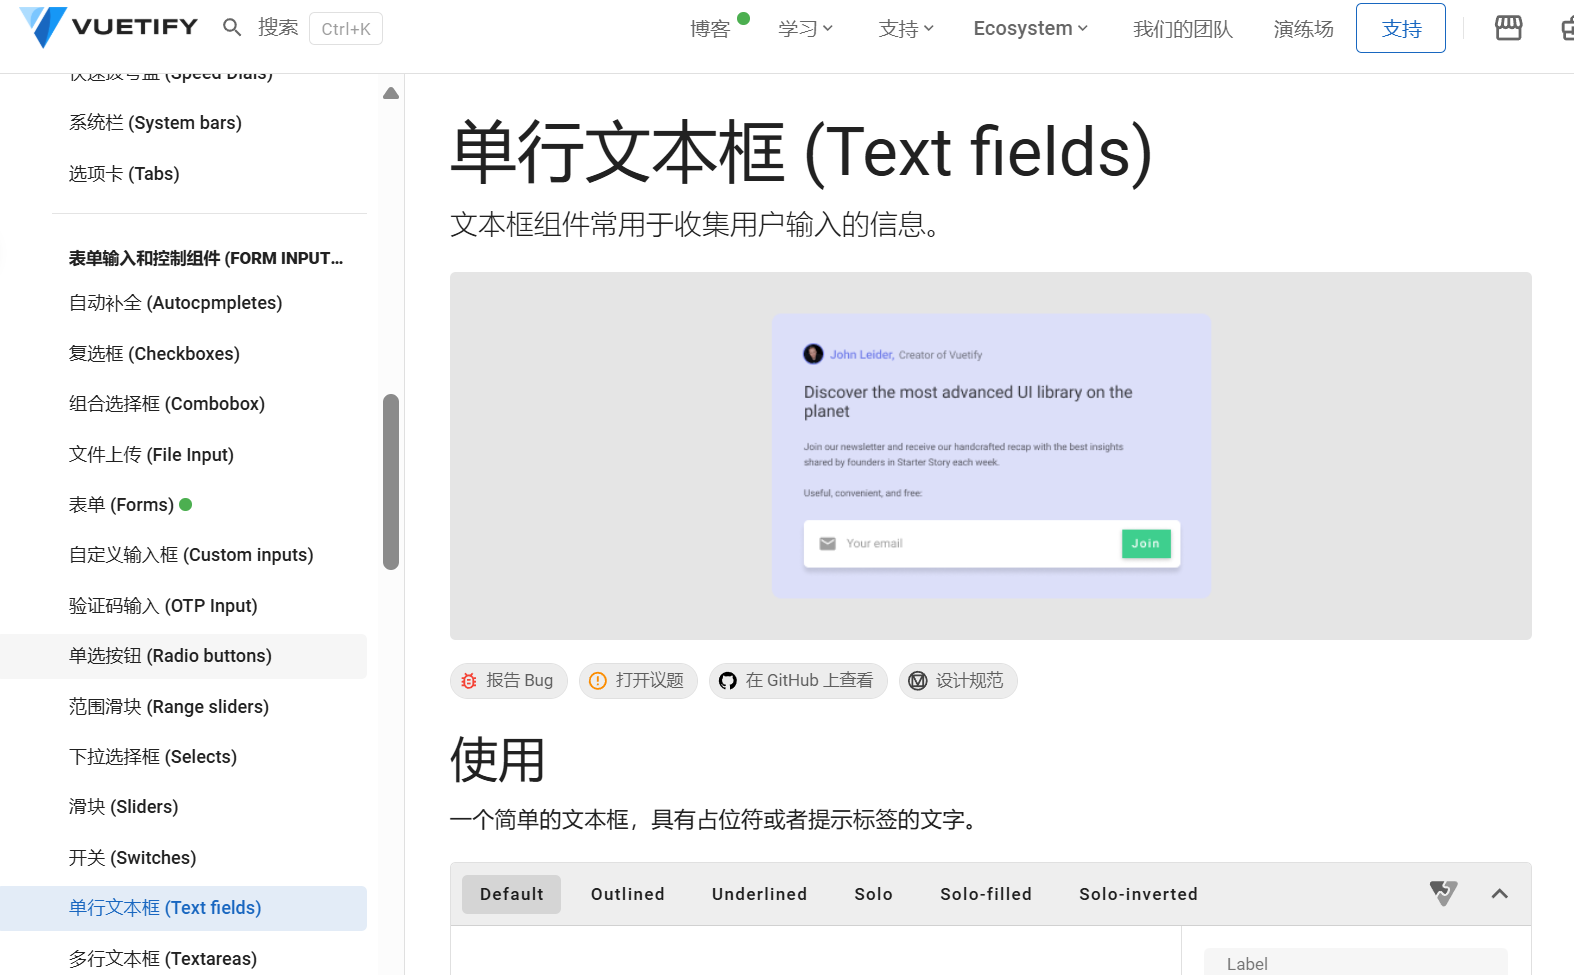 VUETIFY
搜索
Ctrl+K
博客
学习
支持
Ecosystem
我们的团队
演练场
支持
快速拨号盘 (Speed Dials)
系统栏 (System bars)
选项卡 (Tabs)
表单输入和控制组件 (FORM INPUT...
自动补全 (Autocpmpletes)
复选框 (Checkboxes)
组合选择框 (Combobox)
文件上传 (File Input)
表单 (Forms)
自定义输入框 (Custom inputs)
验证码输入 (OTP Input)
单选按钮 (Radio buttons)
范围滑块 (Range sliders)
下拉选择框 (Selects)
滑块 (Sliders)
开关 (Switches)
单行文本框 (Text fields)
多行文本框 (Textareas)
单行文本框 (Text fields)
文本框组件常用于收集用户输入的信息。
John Leider, Creator of Vuetify
Discover the most advanced UI library on the
planet
Join our newsletter and receive our handcrafted recap with the best insights
shared by founders in Starter Story each week.
Useful, convenient, and free:
Your email
Join
报告 Bug
打开议题
在 GitHub 上查看
设计规范
使用
一个简单的文本框，具有占位符或者提示标签的文字。
Default
Outlined
Underlined
Solo
Solo-filled
Solo-inverted
Label